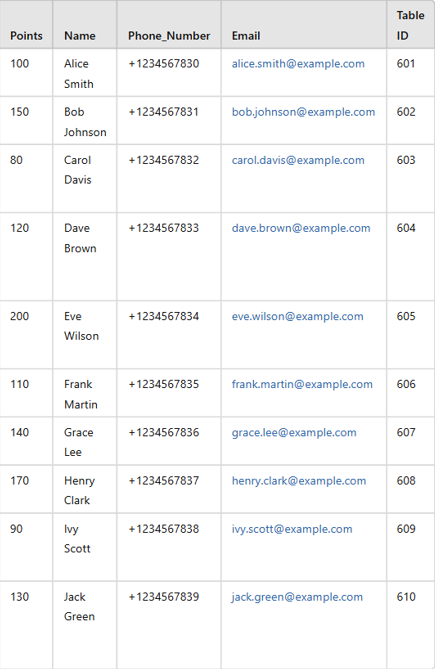 Points Name Phone_Number Email Table ID
100 Alice Smith +1234567830 alice.smith@example.com 601
150 Bob Johnson +1234567831 bob.johnson@example.com 602
80 Carol Davis +1234567832 carol.davis@example.com 603
120 Dave Brown +1234567833 dave.brown@example.com 604
200 Eve Wilson +1234567834 eve.wilson@example.com 605
110 Frank Martin +1234567835 frank.martin@example.com 606
140 Grace Lee +1234567836 grace.lee@example.com 607
170 Henry Clark +1234567837 henry.clark@example.com 608
90 Ivy Scott +1234567838 ivy.scott@example.com 609
130 Jack Green +1234567839 jack.green@example.com 610